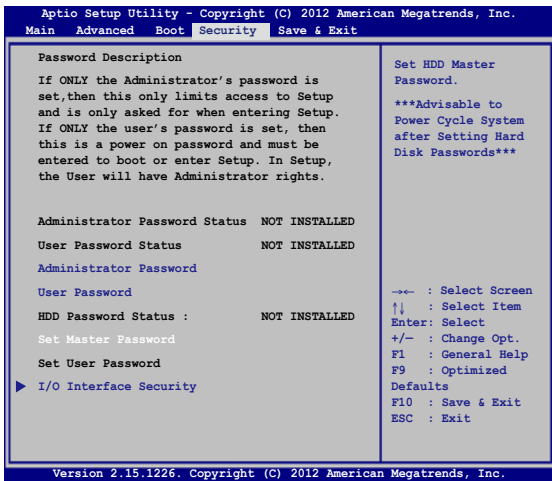 Aptio Setup Utility - Copyright (C) 2012 American Megatrends, Inc.
Main Advanced Boot Security Save & Exit
Password Description
If ONLY the Administrator's password is
set,then this only limits access to Setup
and is only asked for when entering Setup.
If ONLY the user's password is set, then
this is a power on password and must be
entered to boot or enter Setup. In Setup,
the User will have Administrator rights.
Administrator Password Status NOT INSTALLED
User Password Status NOT INSTALLED
Administrator Password
User Password
HDD Password Status : NOT INSTALLED
Set Master Password
Set User Password
I/O Interface Security
Set HDD Master
Password.
***Advisable to
Power Cycle System
after Setting Hard
Disk Passwords***
→← : Select Screen
↑↓ : Select Item
Enter: Select
+/− : Change Opt.
F1 : General Help
F9 : Optimized
Defaults
F10 : Save & Exit
ESC : Exit
Version 2.15.1226. Copyright (C) 2012 American Megatrends, Inc.